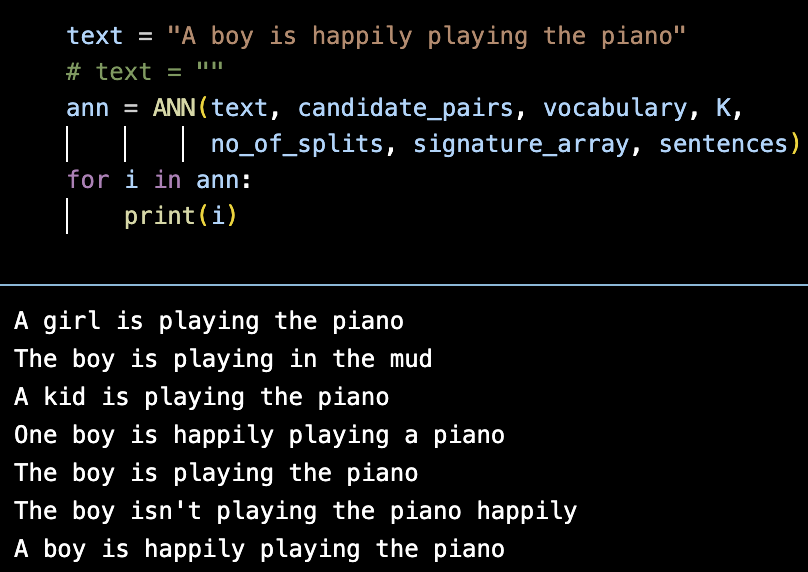 text = "A boy is happily playing the piano"
# text = ""
ann = ANN(text, candidate_pairs, vocabulary, K,
no_of_splits, signature_array, sentences)
for i in ann:
print(i)
A girl is playing the piano
The boy is playing in the mud
A kid is playing the piano
One boy is happily playing a piano
The boy is playing the piano
The boy isn't playing the piano happily
A boy is happily playing the piano